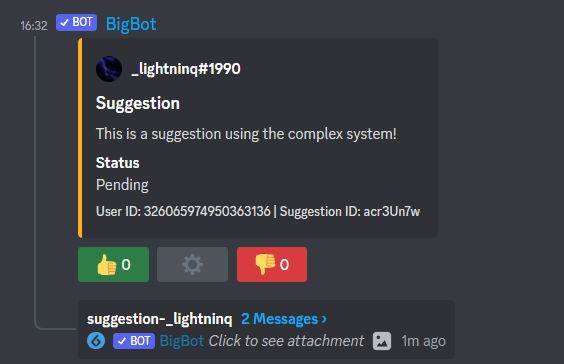 16:32 ✓ BOT BigBot
_lightninq#1990
Suggestion
This is a suggestion using the complex system!
Status
Pending
User ID: 326065974950363136 | Suggestion ID: acr3Un7w
👍 0 👎 0
suggestion-_lightninq 2 Messages ›
✓ BOT BigBot Click to see attachment 1m ago